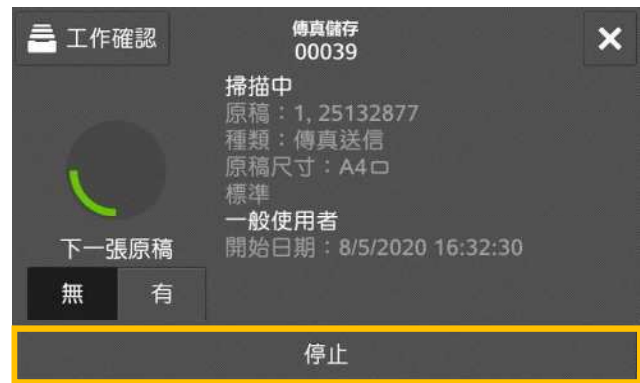 工作確認
傳真儲存
00039
掃描中
原稿：1, 25132877
種類：傳真送信
原稿尺寸：A4
標準
一般使用者
開始日期：8/5/2020 16:32:30
下一張原稿
無
有
停止